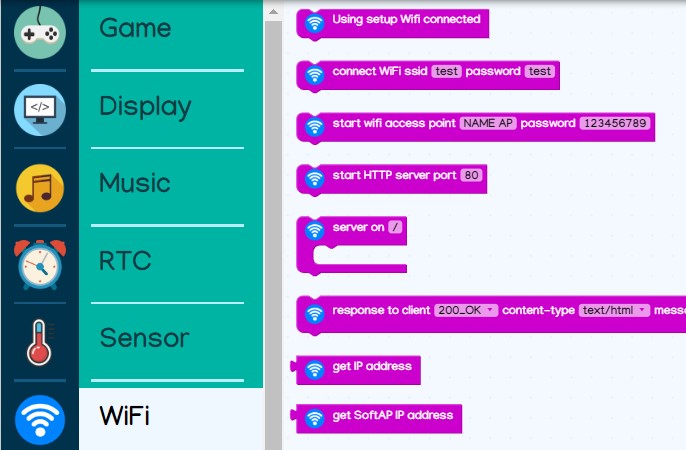 Game
Display
Music
RTC
Sensor
WiFi
</>
Using setup Wifi connected
connect WiFi ssid test password test
start wifi access point NAME AP password 123456789
start HTTP server port 80
server on /
response to client 200_OK content-type text/html messa
get IP address
get SoftAP IP address